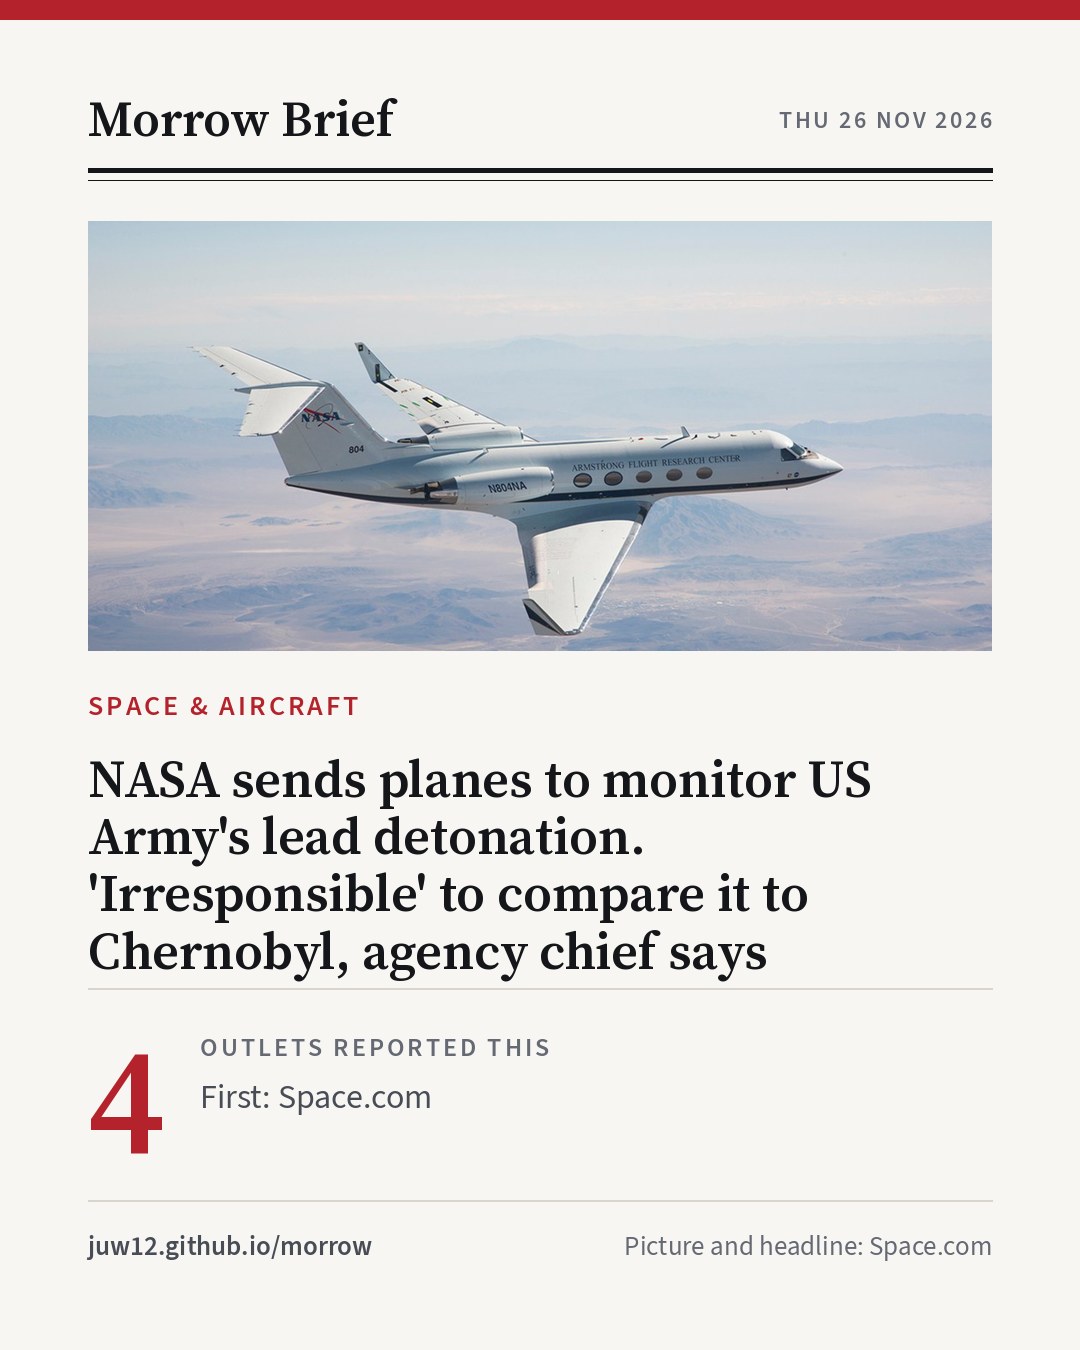 Morrow Brief
THU 26 NOV 2026
NASA
804
N804NA
ARMSTRONG FLIGHT RESEARCH CENTER
SPACE & AIRCRAFT
NASA sends planes to monitor US
Army's lead detonation.
'Irresponsible' to compare it to
Chernobyl, agency chief says
4
OUTLETS REPORTED THIS
First: Space.com
juw12.github.io/morrow
Picture and headline: Space.com